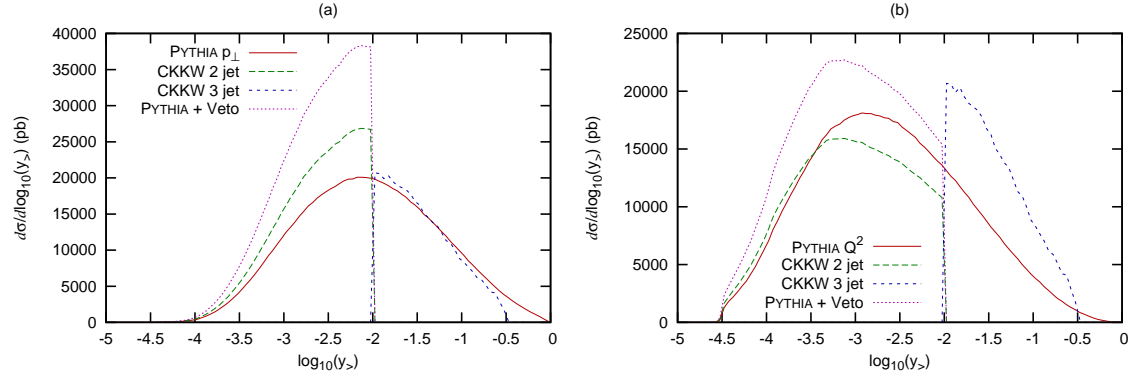 (a)
40000
35000
30000
25000
20000
15000
10000
5000
0
dσ/dlog₁₀(y>) (pb)
PYTHIA p⊥
CKKW 2 jet
CKKW 3 jet
PYTHIA + Veto
-5 -4.5 -4 -3.5 -3 -2.5 -2 -1.5 -1 -0.5 0
log₁₀(y>)
(b)
25000
20000
15000
10000
5000
0
dσ/dlog₁₀(y>) (pb)
PYTHIA Q²
CKKW 2 jet
CKKW 3 jet
PYTHIA + Veto
-5 -4.5 -4 -3.5 -3 -2.5 -2 -1.5 -1 -0.5 0
log₁₀(y>)